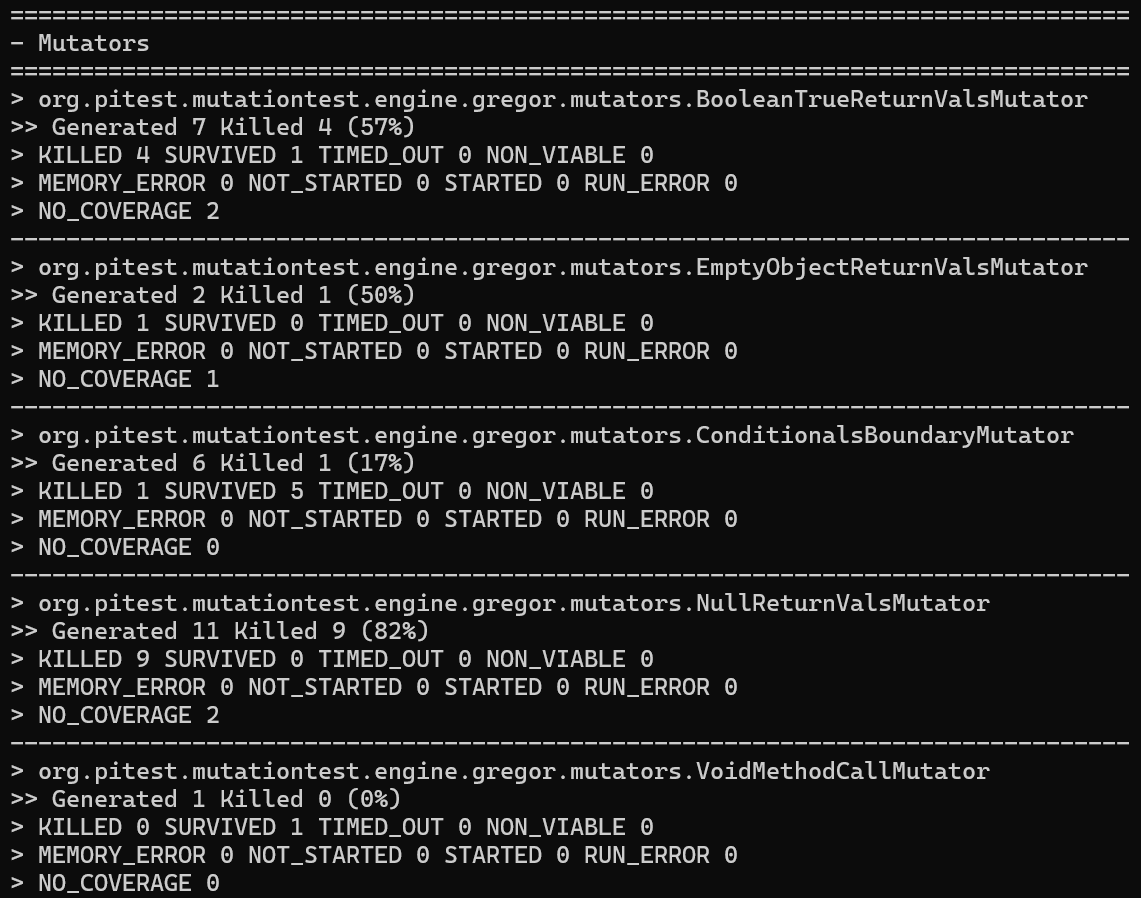 ================================================================================
- Mutators
================================================================================
> org.pitest.mutationtest.engine.gregor.mutators.BooleanTrueReturnValsMutator
>> Generated 7 Killed 4 (57%)
> KILLED 4 SURVIVED 1 TIMED_OUT 0 NON_VIABLE 0
> MEMORY_ERROR 0 NOT_STARTED 0 STARTED 0 RUN_ERROR 0
> NO_COVERAGE 2
--------------------------------------------------------------------------------
> org.pitest.mutationtest.engine.gregor.mutators.EmptyObjectReturnValsMutator
>> Generated 2 Killed 1 (50%)
> KILLED 1 SURVIVED 0 TIMED_OUT 0 NON_VIABLE 0
> MEMORY_ERROR 0 NOT_STARTED 0 STARTED 0 RUN_ERROR 0
> NO_COVERAGE 1
--------------------------------------------------------------------------------
> org.pitest.mutationtest.engine.gregor.mutators.ConditionalsBoundaryMutator
>> Generated 6 Killed 1 (17%)
> KILLED 1 SURVIVED 5 TIMED_OUT 0 NON_VIABLE 0
> MEMORY_ERROR 0 NOT_STARTED 0 STARTED 0 RUN_ERROR 0
> NO_COVERAGE 0
--------------------------------------------------------------------------------
> org.pitest.mutationtest.engine.gregor.mutators.NullReturnValsMutator
>> Generated 11 Killed 9 (82%)
> KILLED 9 SURVIVED 0 TIMED_OUT 0 NON_VIABLE 0
> MEMORY_ERROR 0 NOT_STARTED 0 STARTED 0 RUN_ERROR 0
> NO_COVERAGE 2
--------------------------------------------------------------------------------
> org.pitest.mutationtest.engine.gregor.mutators.VoidMethodCallMutator
>> Generated 1 Killed 0 (0%)
> KILLED 0 SURVIVED 1 TIMED_OUT 0 NON_VIABLE 0
> MEMORY_ERROR 0 NOT_STARTED 0 STARTED 0 RUN_ERROR 0
> NO_COVERAGE 0